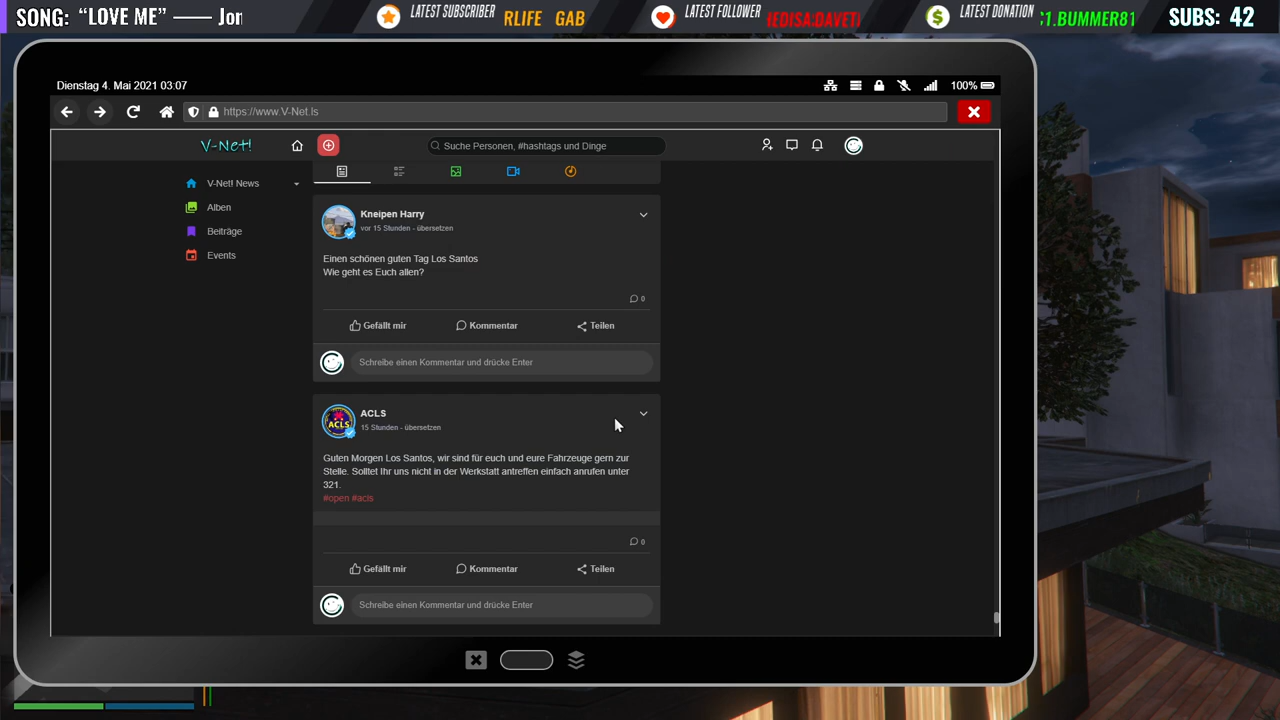 SONG: “LOVE ME” —— Jor
LATEST SUBSCRIBER
RLIFE GAB
LATEST FOLLOWER
LATEST DONATION
C1.BUMMER81
SUBS: 42
Dienstag 4. Mai 2021 03:07
100%
https://www.V-Net.ls
V-Net!
Suche Personen, #hashtags und Dinge
V-Net! News
Alben
Beiträge
Events
Kneipen Harry
vor 15 Stunden - übersetzen
Einen schönen guten Tag Los Santos
Wie geht es Euch allen?
0
Gefällt mir
Kommentar
Teilen
Schreibe einen Kommentar und drücke Enter
ACLS
ACLS
15 Stunden - übersetzen
Guten Morgen Los Santos, wir sind für euch und eure Fahrzeuge gern zur
Stelle. Solltet Ihr uns nicht in der Werkstatt antreffen einfach anrufen unter
321.
#open #acls
0
Gefällt mir
Kommentar
Teilen
Schreibe einen Kommentar und drücke Enter